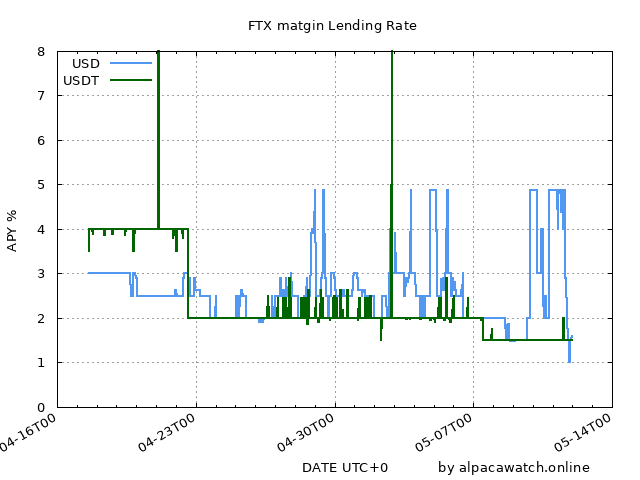 FTX matgin Lending Rate
USD
USDT
8
7
6
5
4
3
2
1
0
APY %
04-16T00
04-23T00
04-30T00
05-07T00
05-14T00
DATE UTC+0
by alpacawatch.online